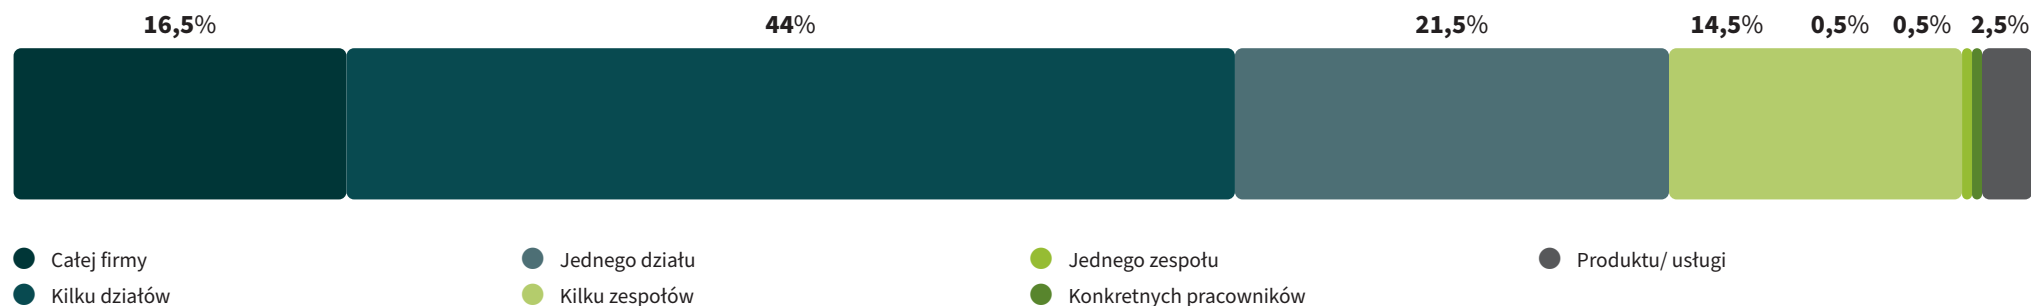 16,5% 44% 21,5% 14,5% 0,5% 0,5% 2,5%
Całej firmy Jednego działu Jednego zespołu Produktu/ usługi
Kilku działów Kilku zespołów Konkretnych pracowników